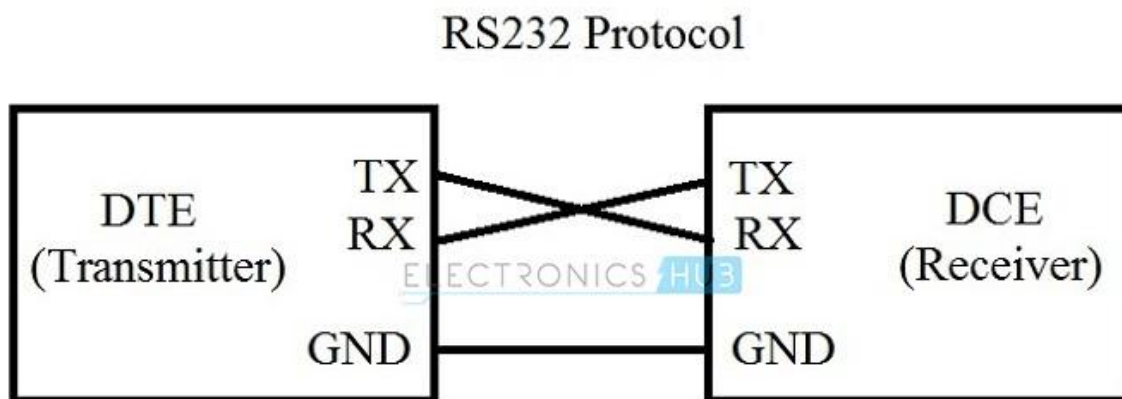 RS232 Protocol
DTE
(Transmitter)
TX
RX
GND
TX
RX
GND
DCE
(Receiver)
ELECTRONICS HUB